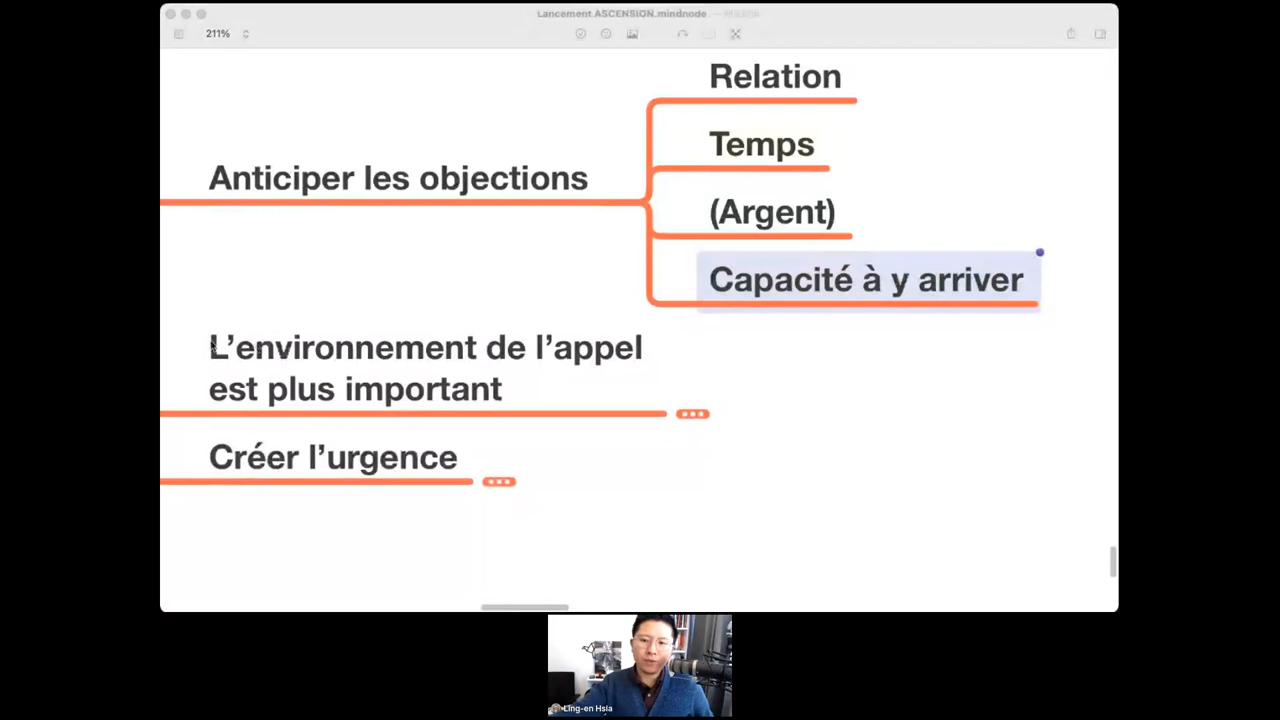 Lancement ASCENSION.mindnode
211%
Relation
Temps
Anticiper les objections
(Argent)
Capacité à y arriver
L’environnement de l’appel
est plus important
Créer l’urgence
Ling-en Hsia